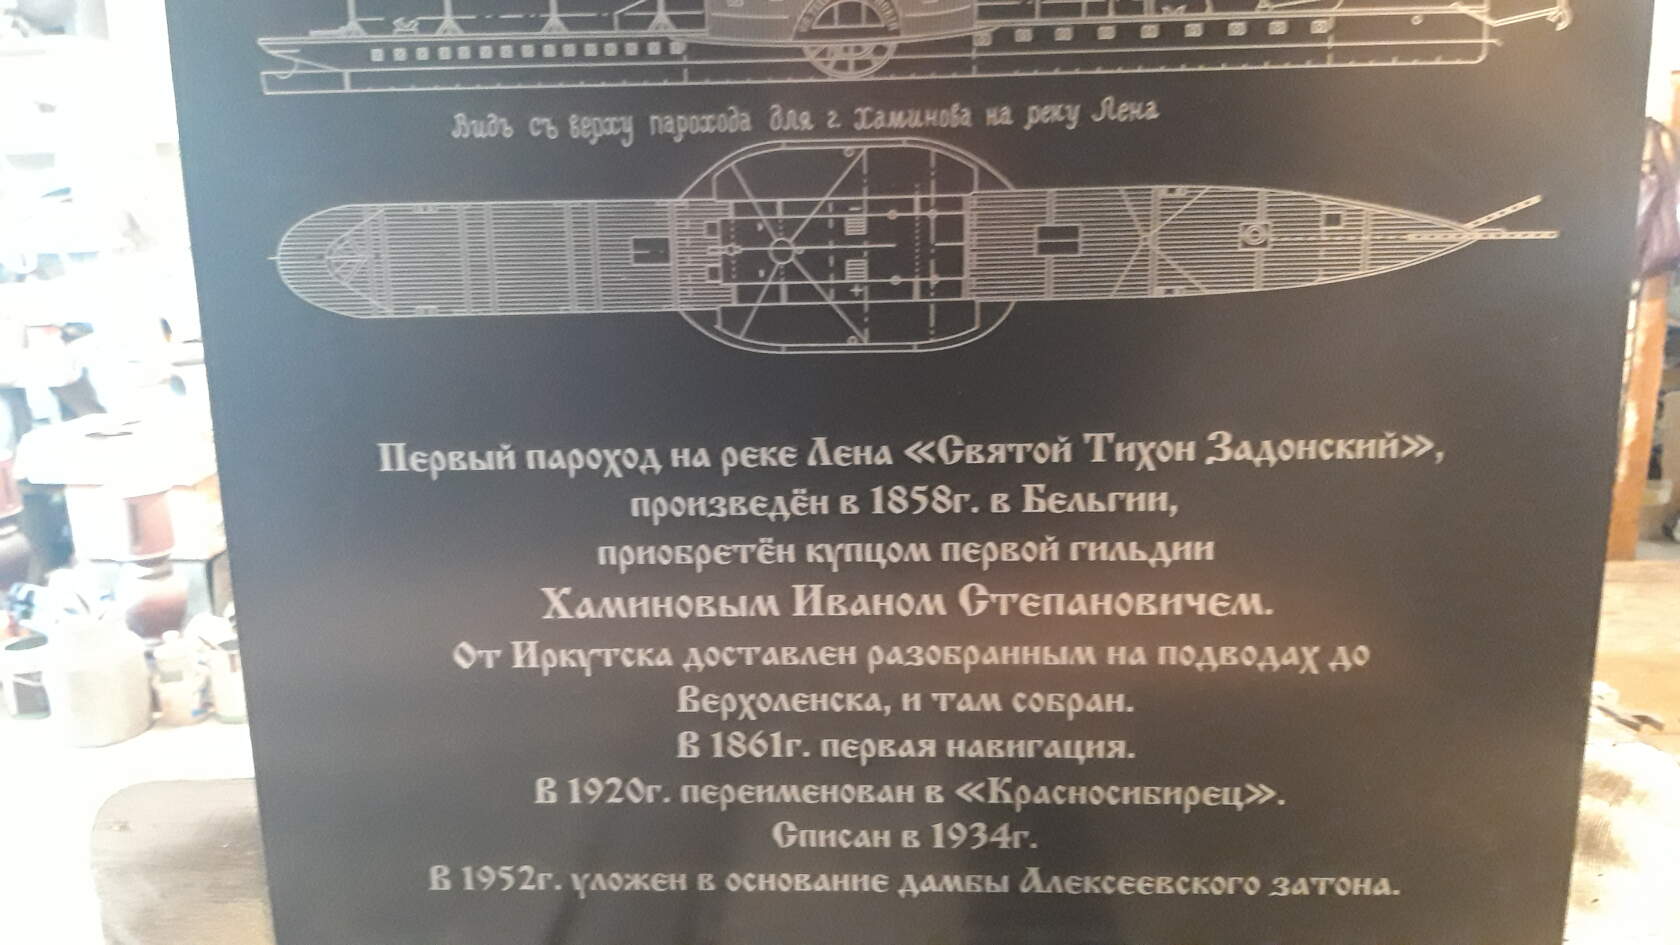 Видъ съ верху парохода для г. Хаминова на реку Лена
Первый пароход на реке Лена «Святой Тихон Задонский»,
произведён в 1858г. в Бельгии,
приобретён купцом первой гильдии
Хаминовым Иваном Степановичем.
От Иркутска доставлен разобранным на подводах до
Верхоленска, и там собран.
В 1861г. первая навигация.
В 1920г. переименован в «Красносибирец».
Списан в 1934г.
В 1952г. уложен в основание дамбы Алексеевского затона.